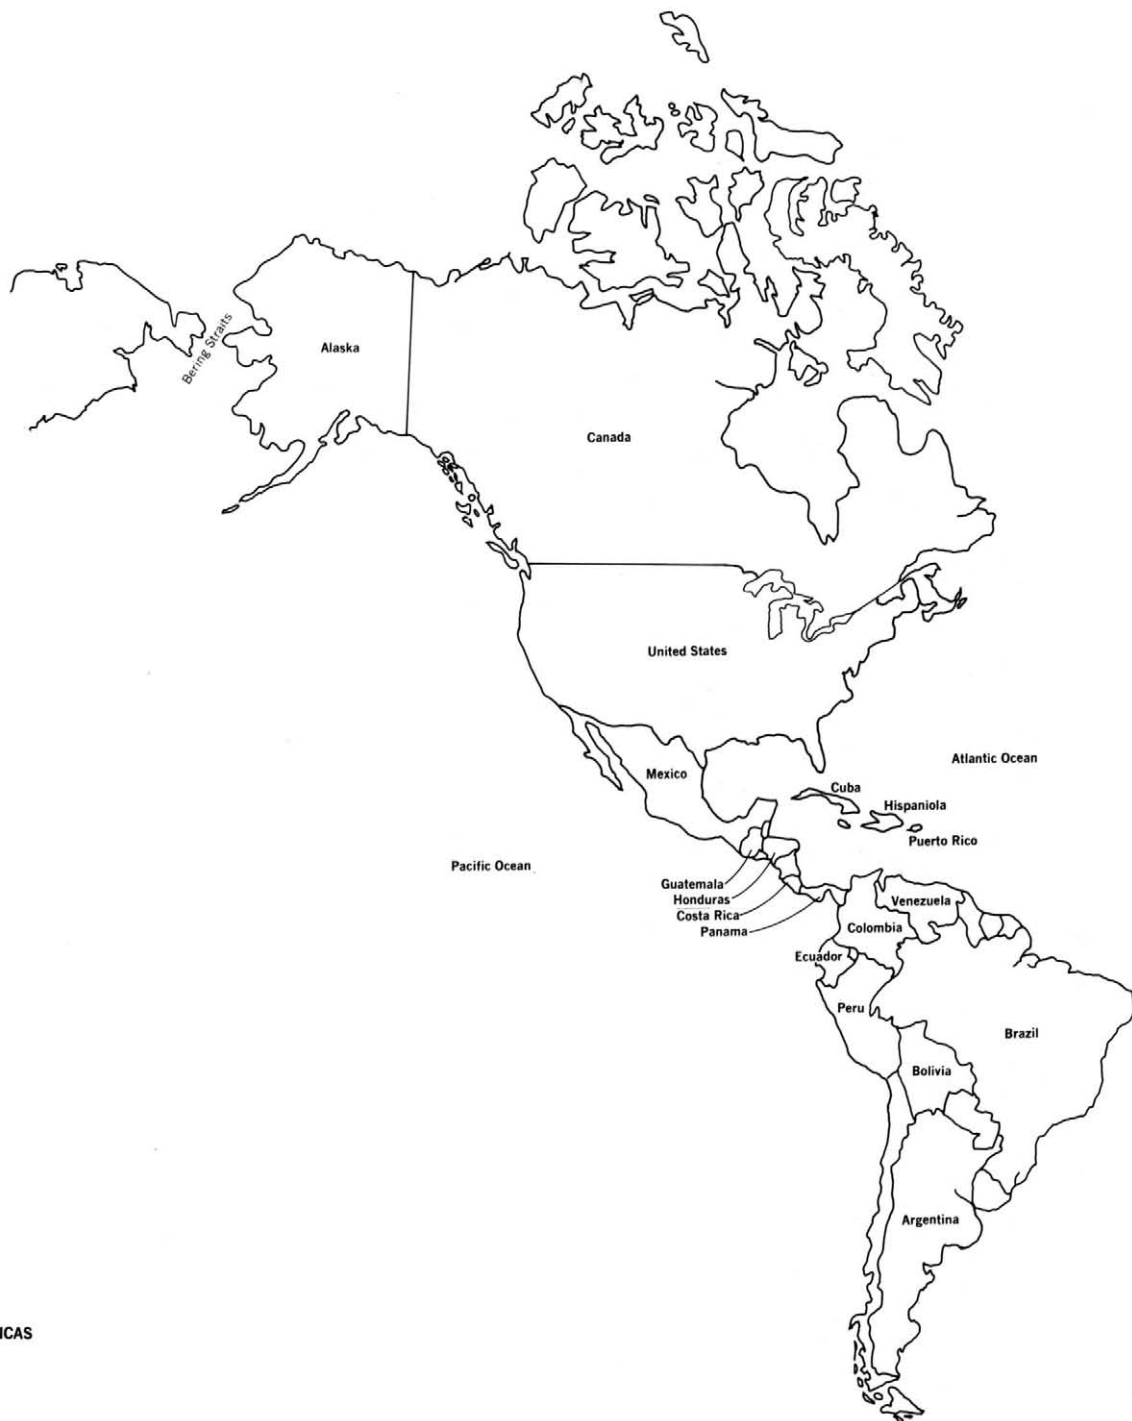 Bering Straits
Alaska
Canada
United States
Atlantic Ocean
Mexico
Cuba
Hispaniola
Puerto Rico
Pacific Ocean
Guatemala
Honduras
Costa Rica
Panama
Venezuela
Colombia
Ecuador
Peru
Brazil
Bolivia
Argentina
ICAS